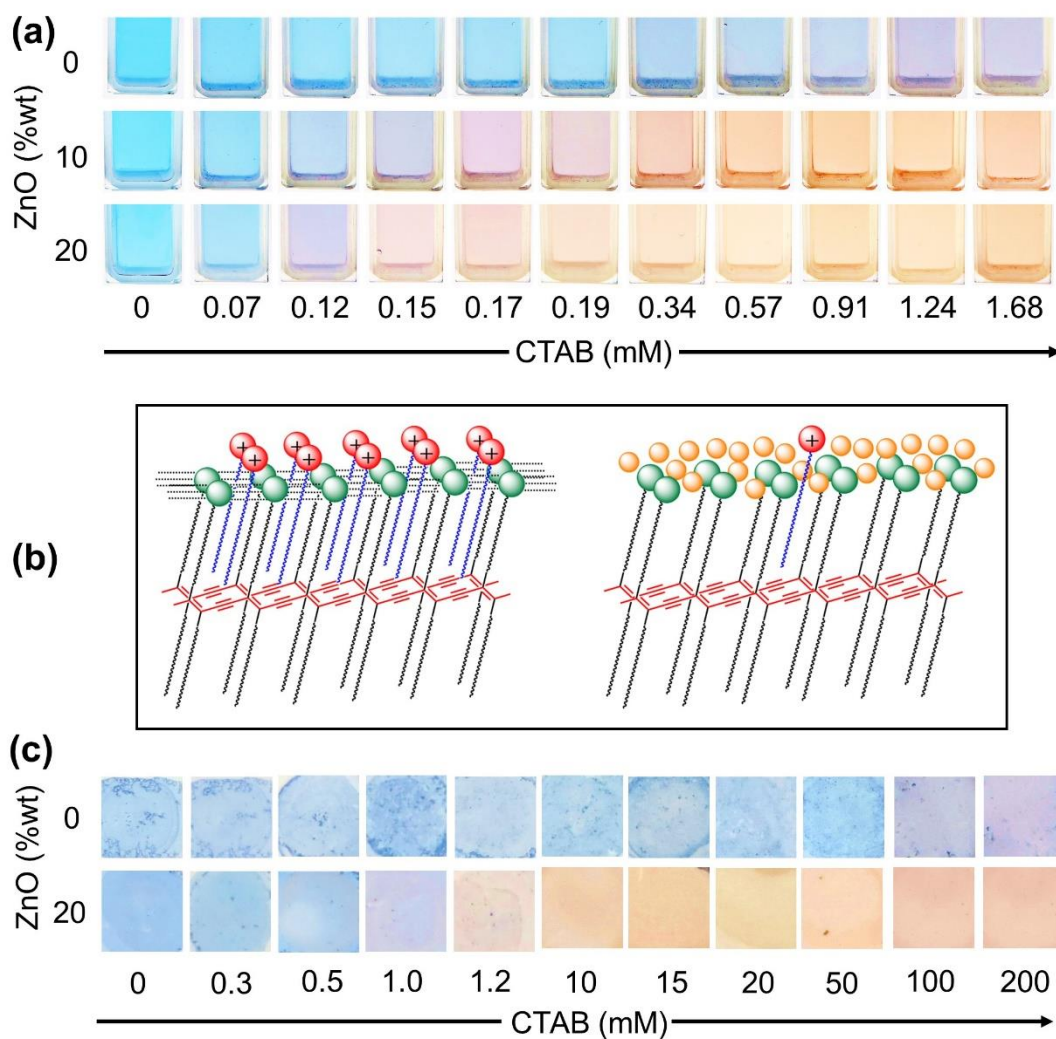 (a)
ZnO (%wt)
0
10
20
0 0.07 0.12 0.15 0.17 0.19 0.34 0.57 0.91 1.24 1.68
CTAB (mM)
(b)
+ + + + +
+ + + + +
+
(c)
ZnO (%wt)
0
20
0 0.3 0.5 1.0 1.2 10 15 20 50 100 200
CTAB (mM)